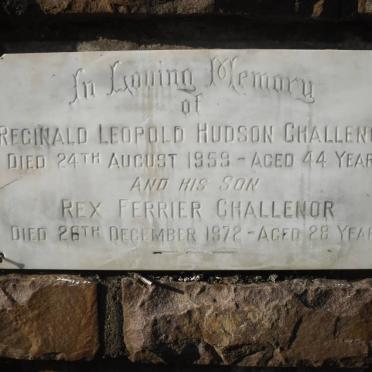 In Loving Memory
of
REGINALD LEOPOLD HUDSON CHALLENO
DIED 24TH AUGUST 1959 - AGED 44 YEAR
AND HIS SON
REX FERRIER CHALLENOR
DIED 26TH DECEMBER 1972 - AGED 28 YEAR